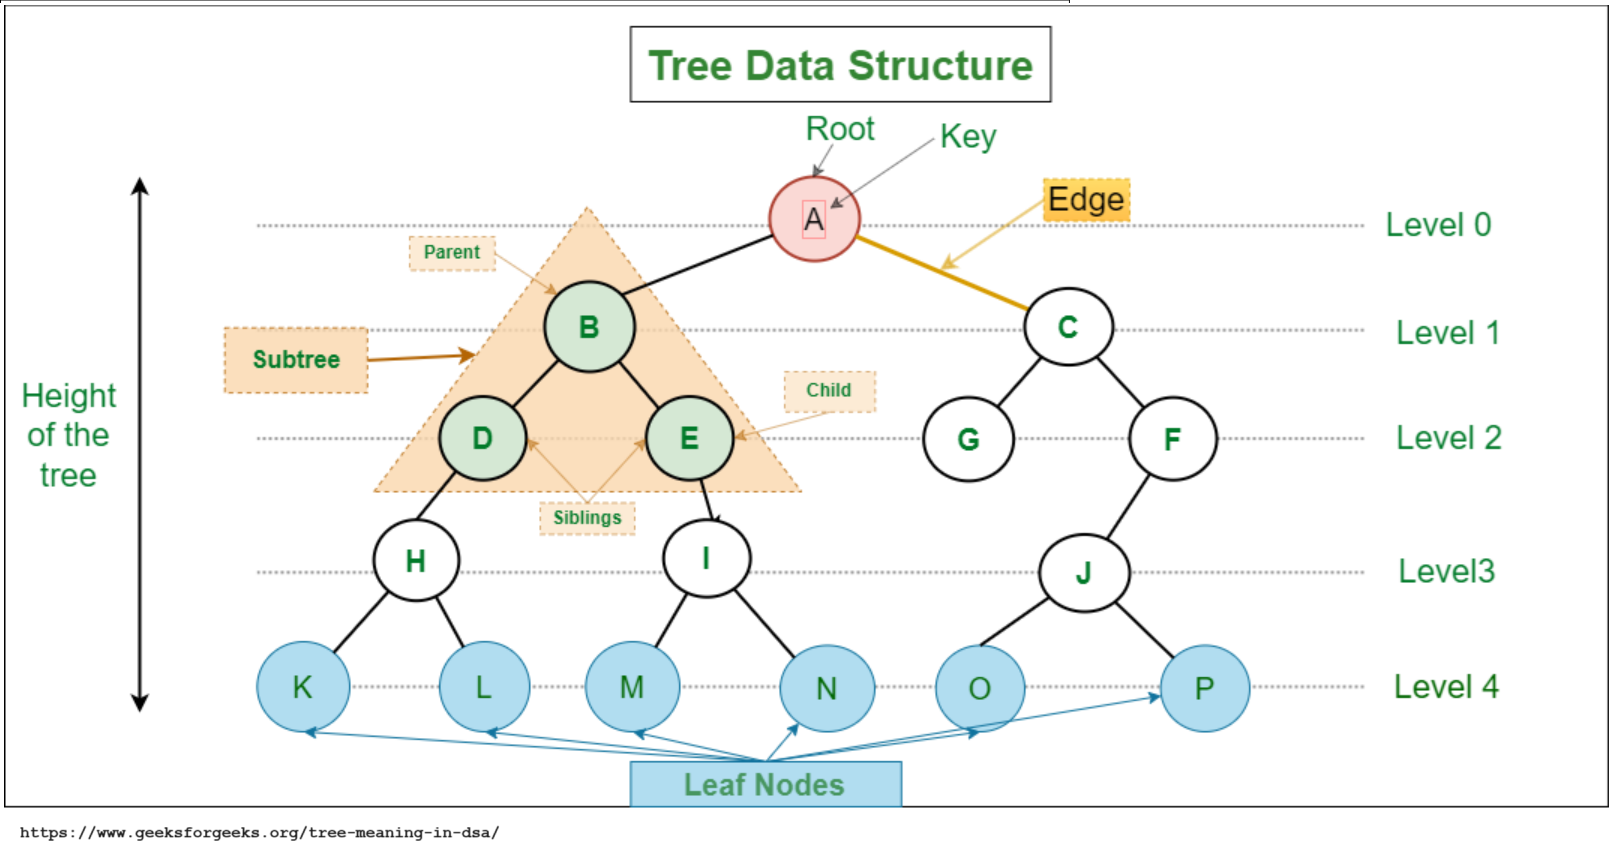 Tree Data Structure
Root
Key
A
Edge
Level 0
Parent
B
C
Level 1
Subtree
Height
of the
tree
Child
D
E
G
F
Level 2
Siblings
H
I
J
Level3
K
L
M
N
O
P
Level 4
Leaf Nodes
https://www.geeksforgeeks.org/tree-meaning-in-dsa/